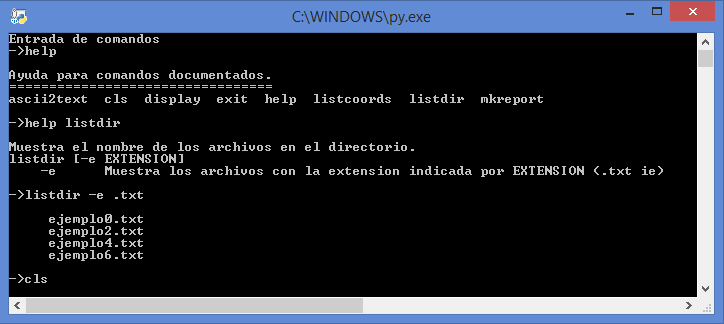 C:\WINDOWS\py.exe
Entrada de comandos
->help
Ayuda para comandos documentados.
=================================
ascii2text  cls  display  exit  help  listcoords  listdir  mkreport
->help listdir
Muestra el nombre de los archivos en el directorio.
listdir [-e EXTENSION]
    -e      Muestra los archivos con la extension indicada por EXTENSION (.txt ie)
->listdir -e .txt
     ejemplo0.txt
     ejemplo2.txt
     ejemplo4.txt
     ejemplo6.txt
->cls